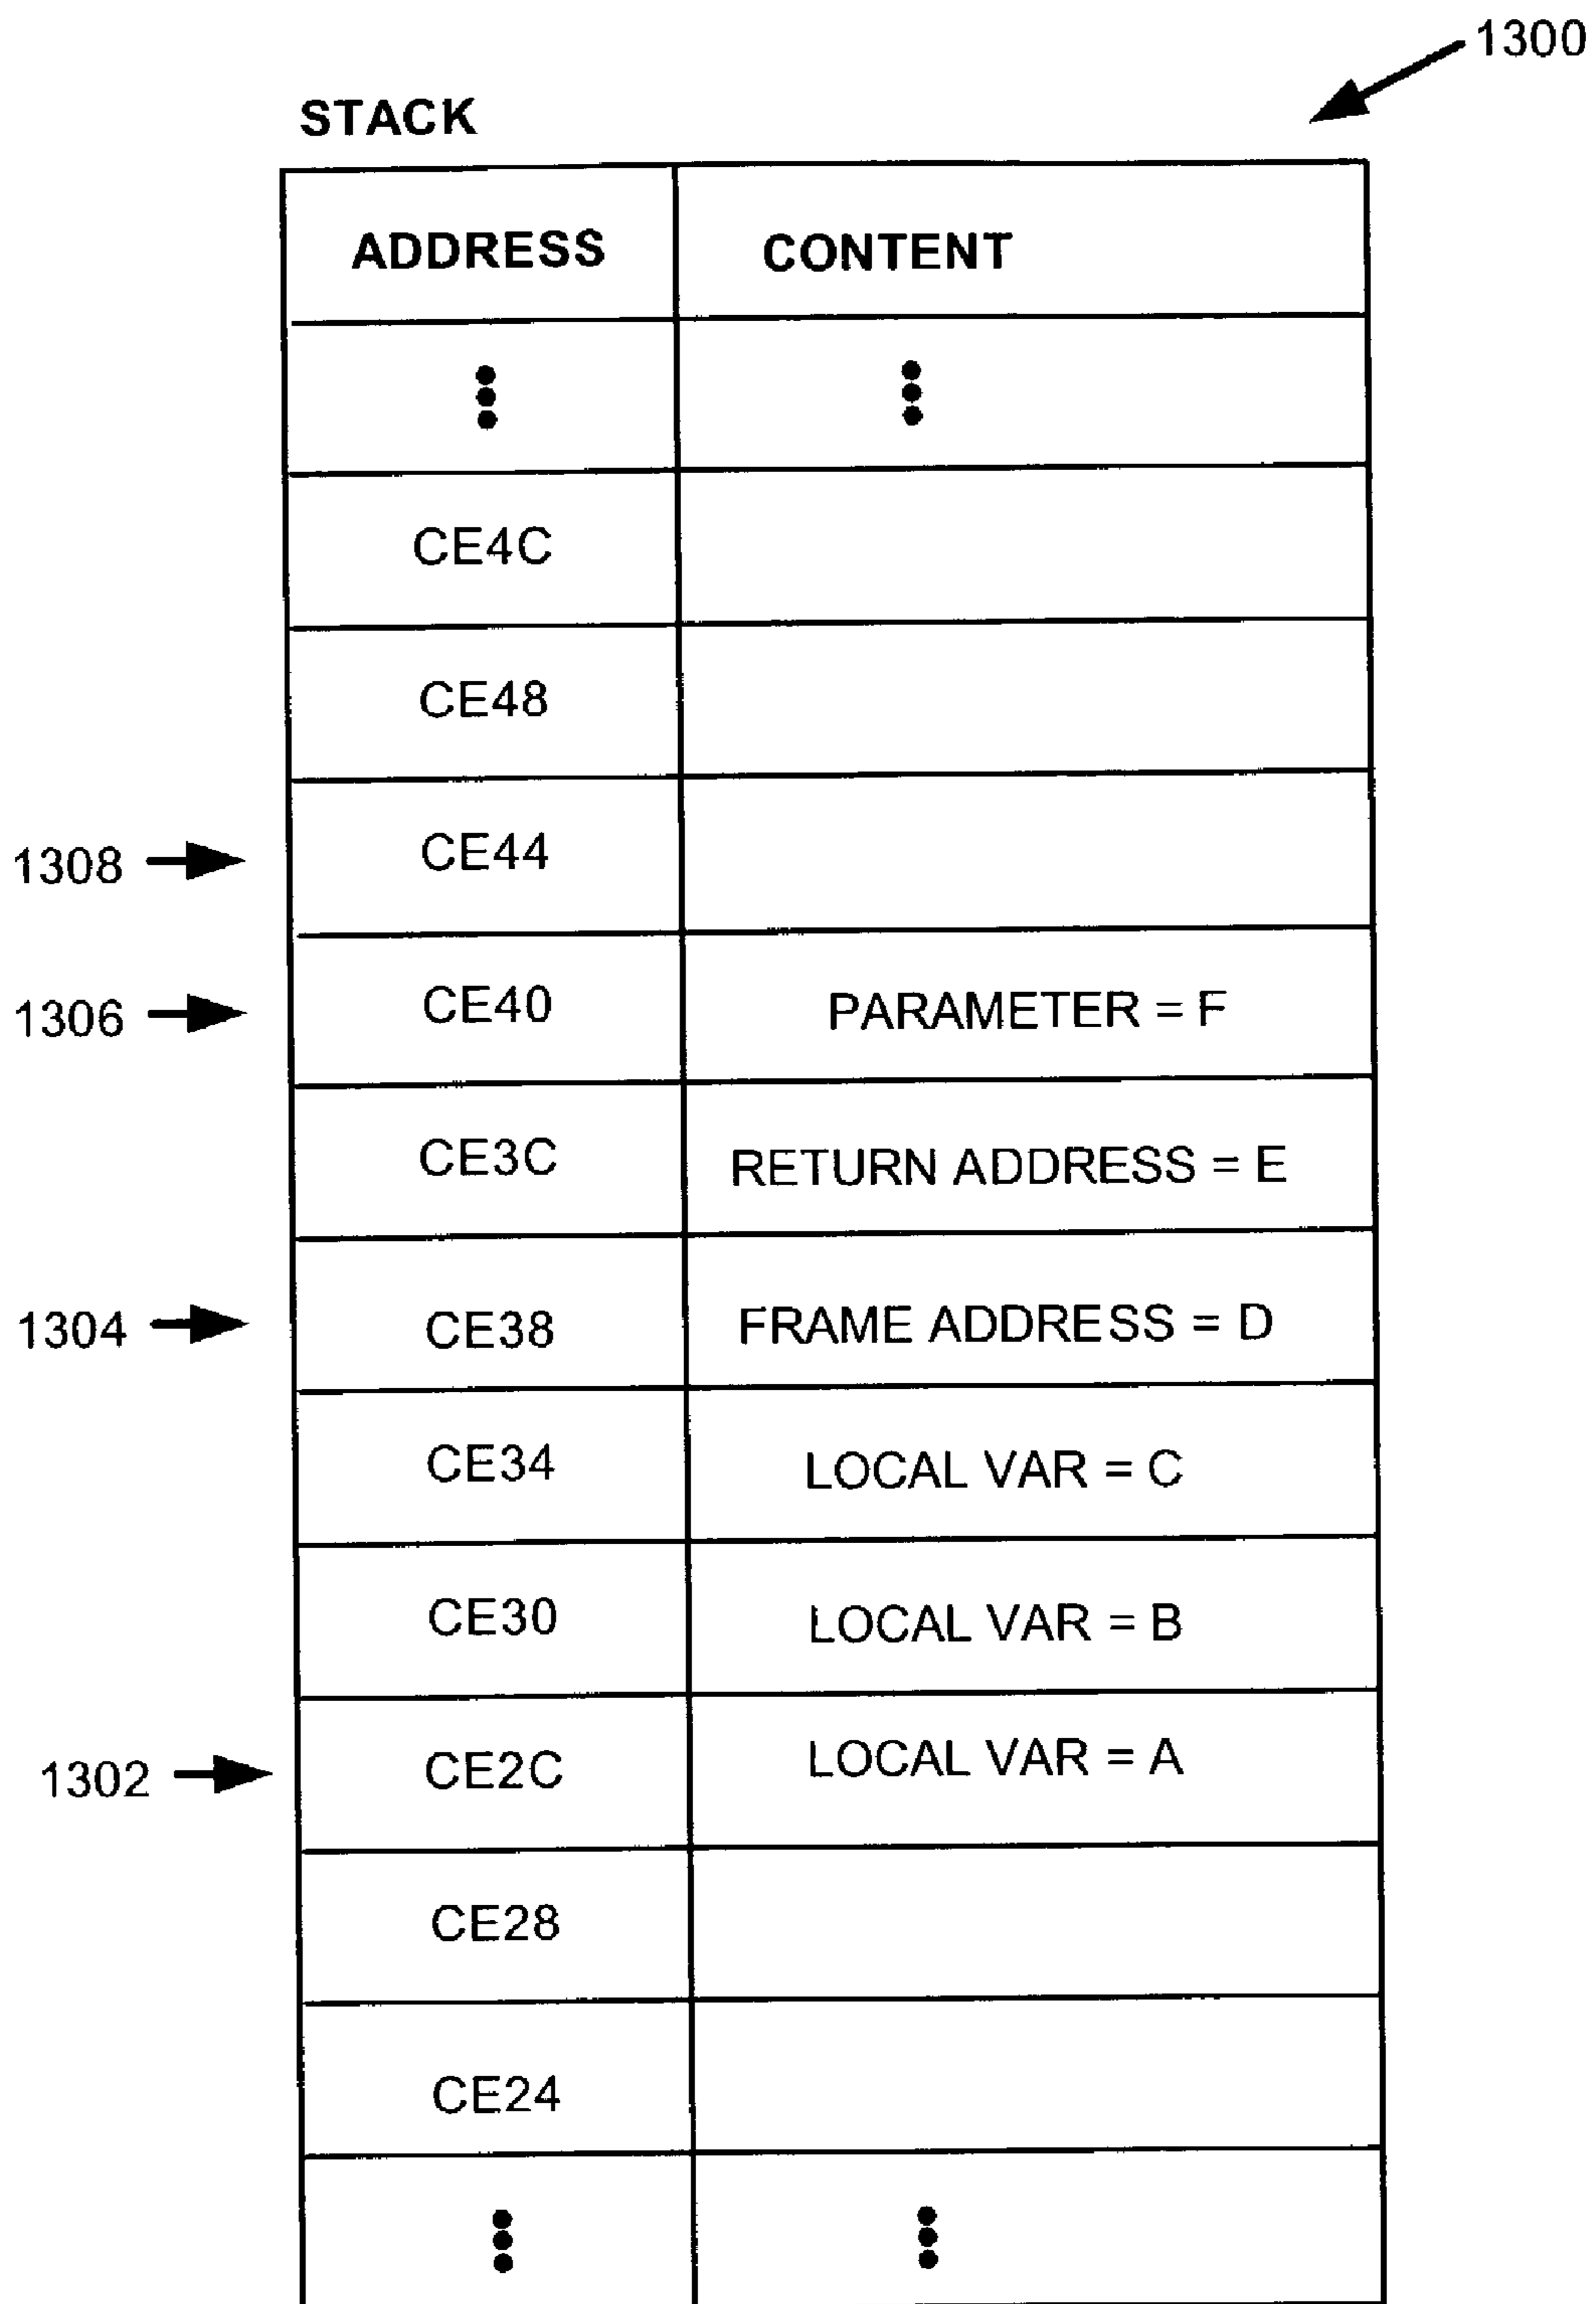 1300
STACK
ADDRESS CONTENT
CE4C
CE48
1308 CE44
1306 CE40 PARAMETER = F
CE3C RETURN ADDRESS = E
1304 CE38 FRAME ADDRESS = D
CE34 LOCAL VAR = C
CE30 LOCAL VAR = B
1302 CE2C LOCAL VAR = A
CE28
CE24